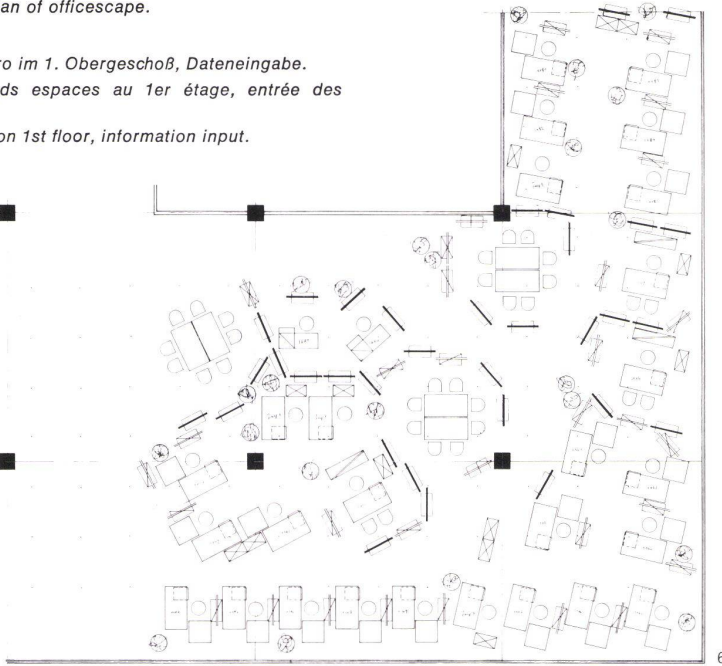 an of officescape.
o im 1. Obergeschoß, Dateneingabe.
ds espaces au 1er étage, entrée des
on 1st floor, information input.
6